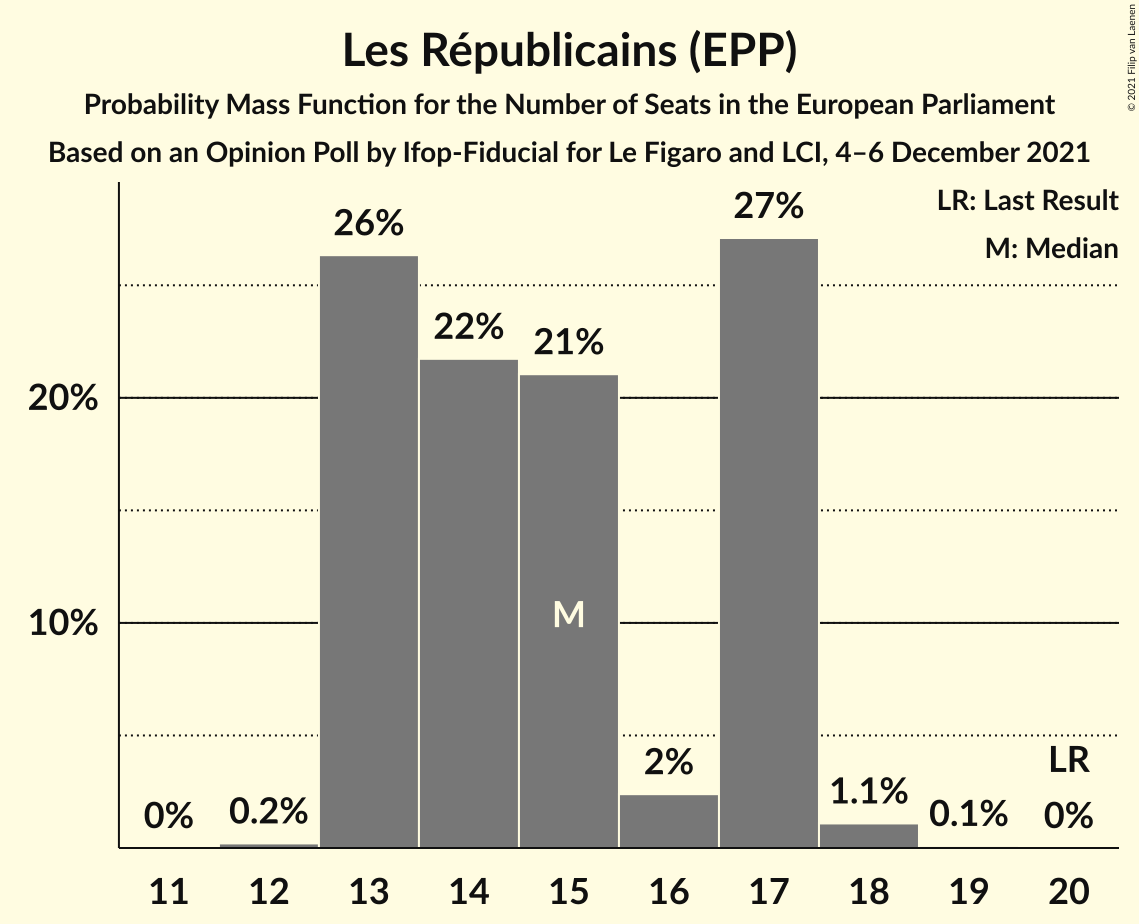 Les Républicains (EPP)
Probability Mass Function for the Number of Seats in the European Parliament
Based on an Opinion Poll by Ifop-Fiducial for Le Figaro and LCI, 4–6 December 2021
© 2021 Filip van Laenen
LR: Last Result
M: Median
26%
27%
22%
21%
20%
M
10%
2%
LR
0%
0.2%
1.1%
0.1%
0%
11 12 13 14 15 16 17 18 19 20